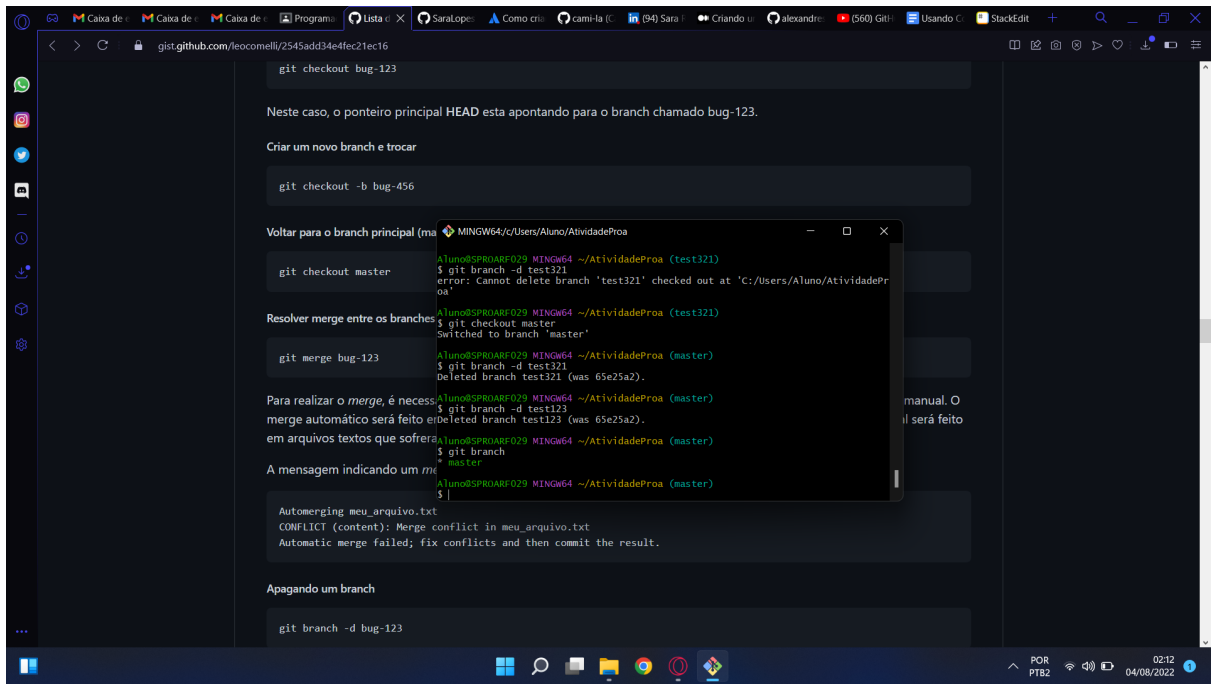 Caixa de e
Caixa de e
Caixa de e
Programa
Lista d
SaraLopes
Como cria
cami-la (C
(94) Sara
Criando u
alexandre
(560) GitH
Usando C
StackEdit
gist.github.com/leocomelli/2545add34e4fec21ec16
git checkout bug-123
Neste caso, o ponteiro principal HEAD esta apontando para o branch chamado bug-123.
Criar um novo branch e trocar
git checkout -b bug-456
Voltar para o branch principal (ma
git checkout master
Resolver merge entre os branches
git merge bug-123
Para realizar o merge, é necess
manual. O
merge automático será feito e
l será feito
em arquivos textos que sofrera
A mensagem indicando um me
MINGW64:/c/Users/Aluno/AtividadeProa
Aluno@SPROARF029 MINGW64 ~/AtividadeProa (test321)
$ git branch -d test321
error: Cannot delete branch 'test321' checked out at 'C:/Users/Aluno/AtividadePr
oa'
Aluno@SPROARF029 MINGW64 ~/AtividadeProa (test321)
$ git checkout master
Switched to branch 'master'
Aluno@SPROARF029 MINGW64 ~/AtividadeProa (master)
$ git branch -d test321
Deleted branch test321 (was 65e25a2).
Aluno@SPROARF029 MINGW64 ~/AtividadeProa (master)
$ git branch -d test123
Deleted branch test123 (was 65e25a2).
Aluno@SPROARF029 MINGW64 ~/AtividadeProa (master)
$ git branch
* master
Aluno@SPROARF029 MINGW64 ~/AtividadeProa (master)
$
Automerging meu_arquivo.txt
CONFLICT (content): Merge conflict in meu_arquivo.txt
Automatic merge failed; fix conflicts and then commit the result.
Apagando um branch
git branch -d bug-123
POR
PTB2
02:12
04/08/2022
1